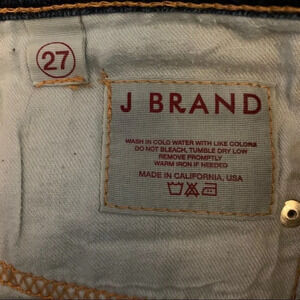 27
J BRAND
WASH IN COLD WATER WITH LIKE COLORS
DO NOT BLEACH, TUMBLE DRY LOW
REMOVE PROMPTLY
WARM IRON IF NEEDED
MADE IN CALIFORNIA, USA